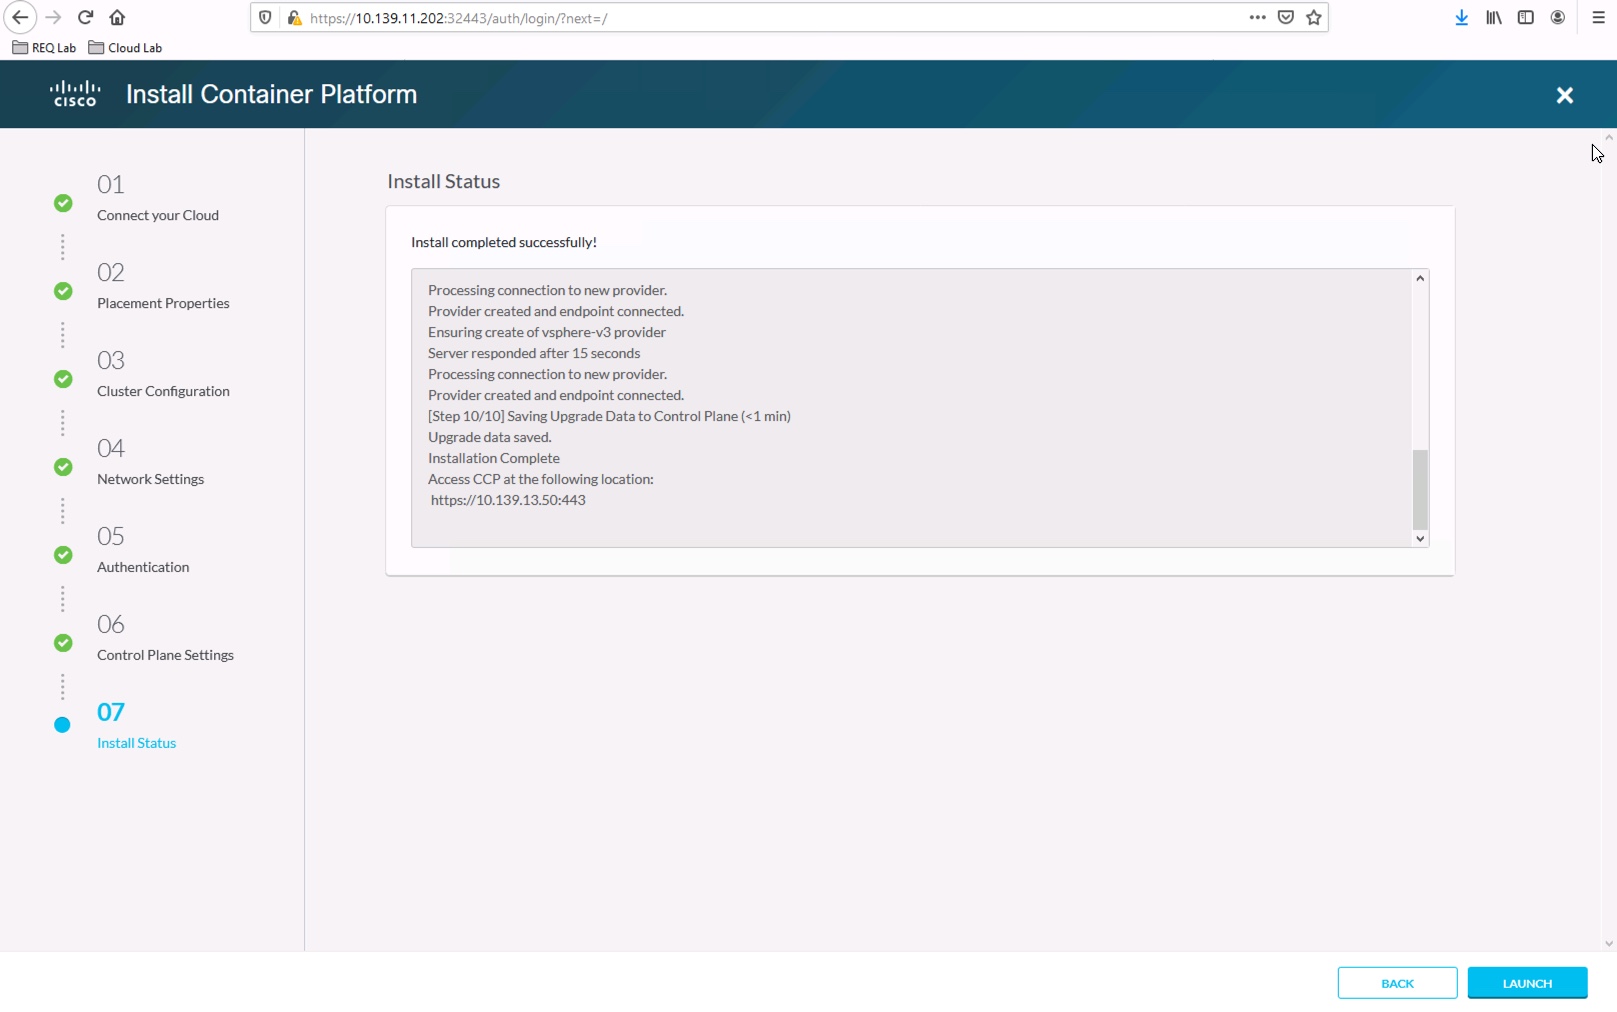 https://10.139.11.202:32443/auth/login/?next=/
REQ Lab Cloud Lab
CISCO Install Container Platform
01
Connect your Cloud
02
Placement Properties
03
Cluster Configuration
04
Network Settings
05
Authentication
06
Control Plane Settings
07
Install Status
Install Status
Install completed successfully!
Processing connection to new provider.
Provider created and endpoint connected.
Ensuring create of vsphere-v3 provider
Server responded after 15 seconds
Processing connection to new provider.
Provider created and endpoint connected.
[Step 10/10] Saving Upgrade Data to Control Plane (<1 min)
Upgrade data saved.
Installation Complete
Access CCP at the following location:
https://10.139.13.50:443
BACK LAUNCH